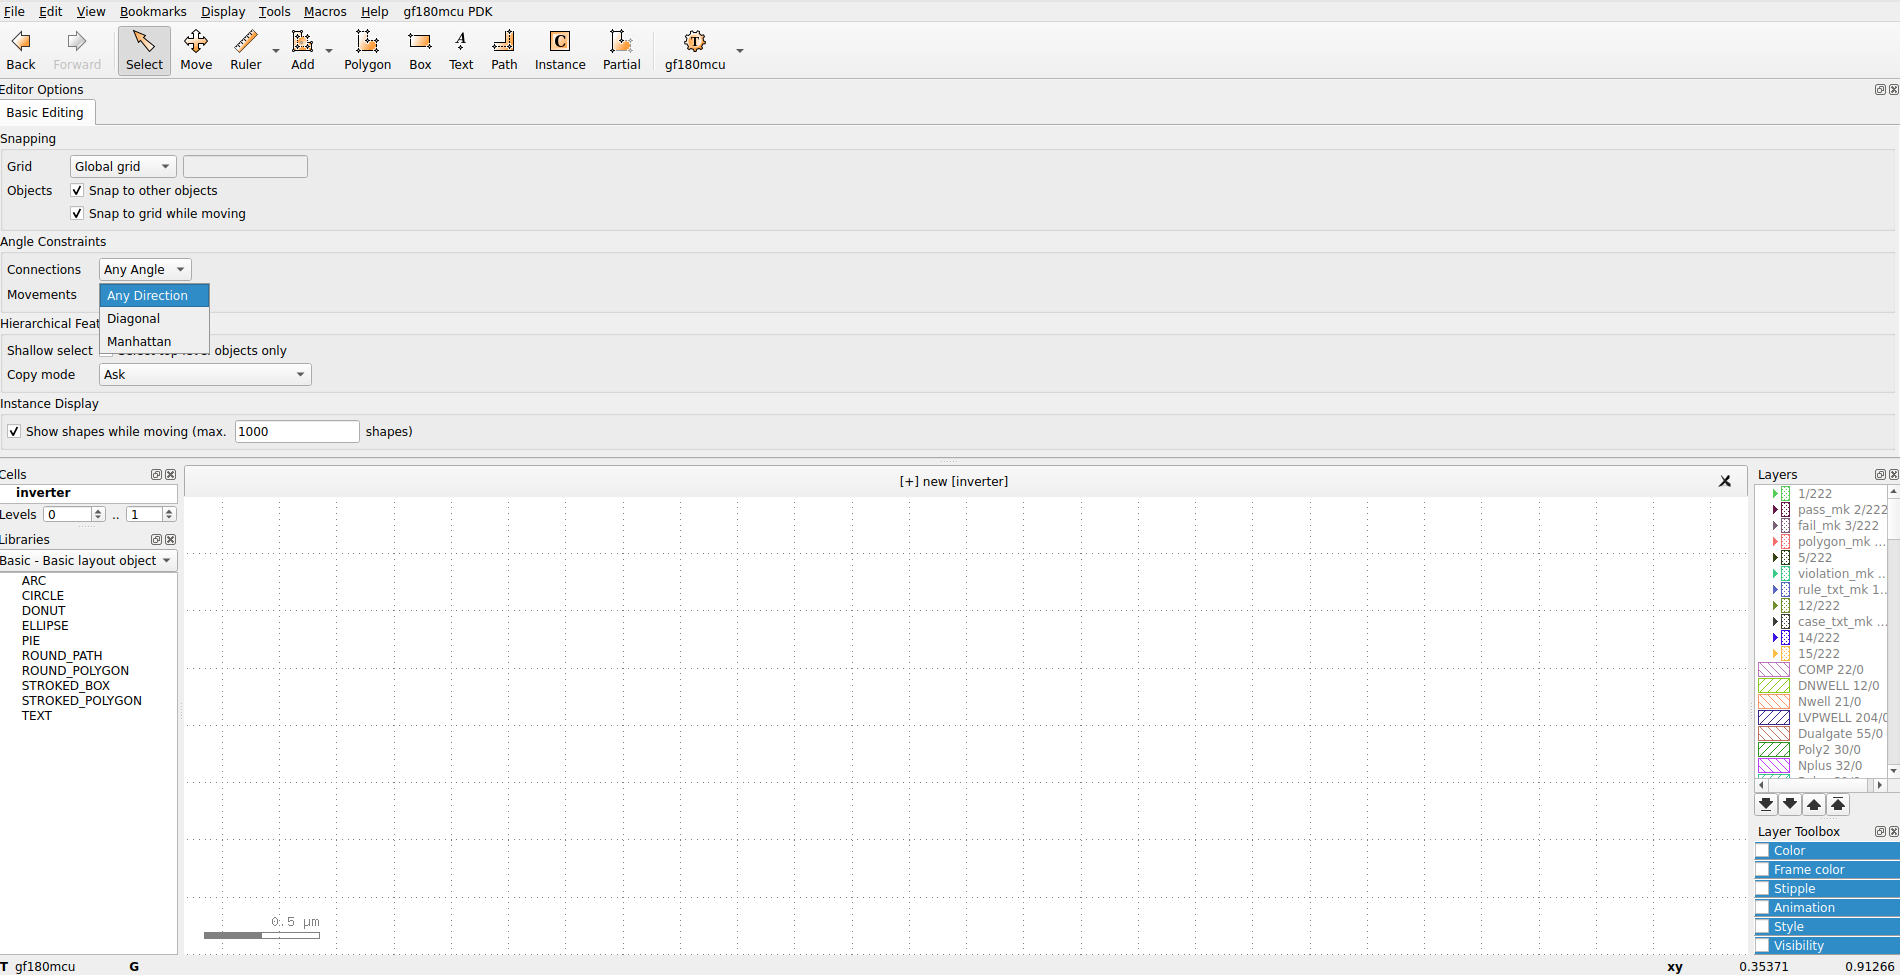 File Edit View Bookmarks Display Tools Macros Help gf180mcu PDK
Back Forward Select Move Ruler Add Polygon Box Text Path Instance Partial gf180mcu
Editor Options
Basic Editing
Snapping
Grid Global grid
Objects Snap to other objects
Snap to grid while moving
Angle Constraints
Connections Any Angle
Movements Any Direction
Diagonal
Hierarchical Feat
Manhattan
Shallow select objects only
Copy mode Ask
Instance Display
Show shapes while moving (max. 1000 shapes)
Cells
inverter
Levels 0 .. 1
Libraries
Basic - Basic layout object
ARC
CIRCLE
DONUT
ELLIPSE
PIE
ROUND_PATH
ROUND_POLYGON
STROKED_BOX
STROKED_POLYGON
TEXT
[+] new [inverter]
0.5 µm
Layers
1/222
pass_mk 2/222
fail_mk 3/222
polygon_mk ...
5/222
violation_mk ..
rule_txt_mk 1..
12/222
case_txt_mk ...
14/222
15/222
COMP 22/0
DNWELL 12/0
Nwell 21/0
LVPWELL 204/0
Dualgate 55/0
Poly2 30/0
Nplus 32/0
Layer Toolbox
Color
Frame color
Stipple
Animation
Style
Visibility
T gf180mcu G xy 0.35371 0.91266